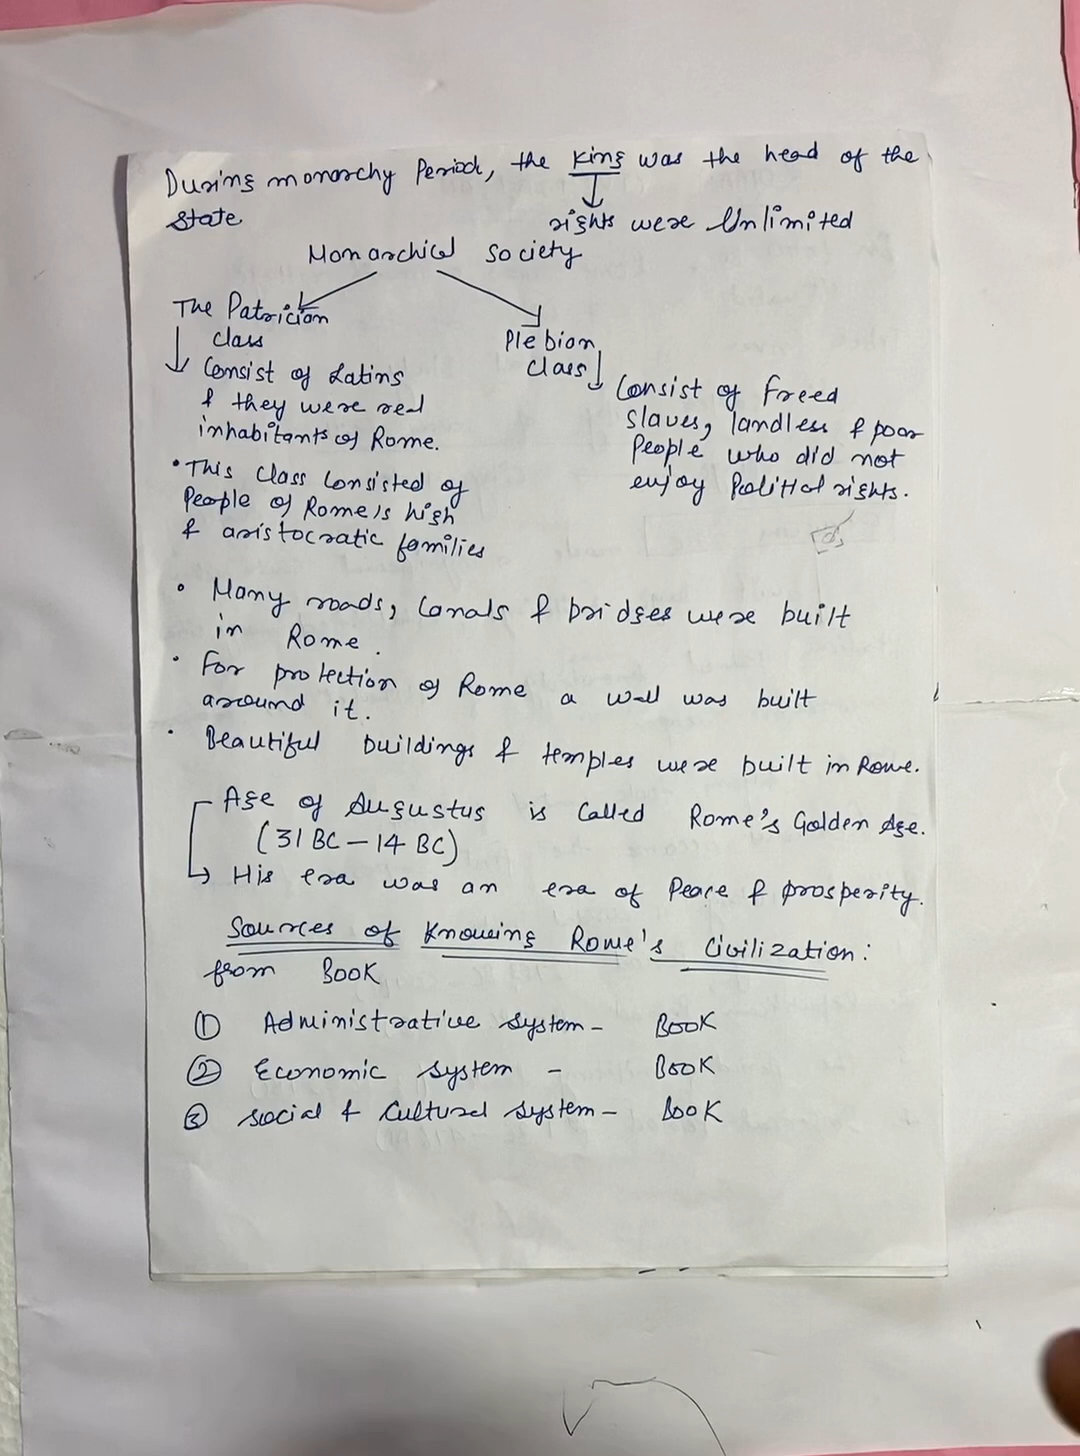 During monarchy Period, the King was the head of the
state
rights were Unlimited
Monarchical Society
The Patrician
class
Consist of Latins
& they were real
inhabitants of Rome.
• This class consisted of
People of Rome's high
& aristocratic families
Plebion
class
Consist of freed
slaves, landless & poor
People who did not
enjoy Political rights.
• Many roads, canals & bridges were built
in Rome.
• For protection of Rome a wall was built
around it.
• Beautiful buildings & temples were built in Rome.
Age of Augustus is called Rome's Golden Age.
(31 BC – 14 BC)
His era was an era of Peace & prosperity.
Sources of Knowing Rome's Civilization:
from BOOK
① Administrative system – BOOK
② Economic system – BOOK
③ social & Cultural system – BOOK